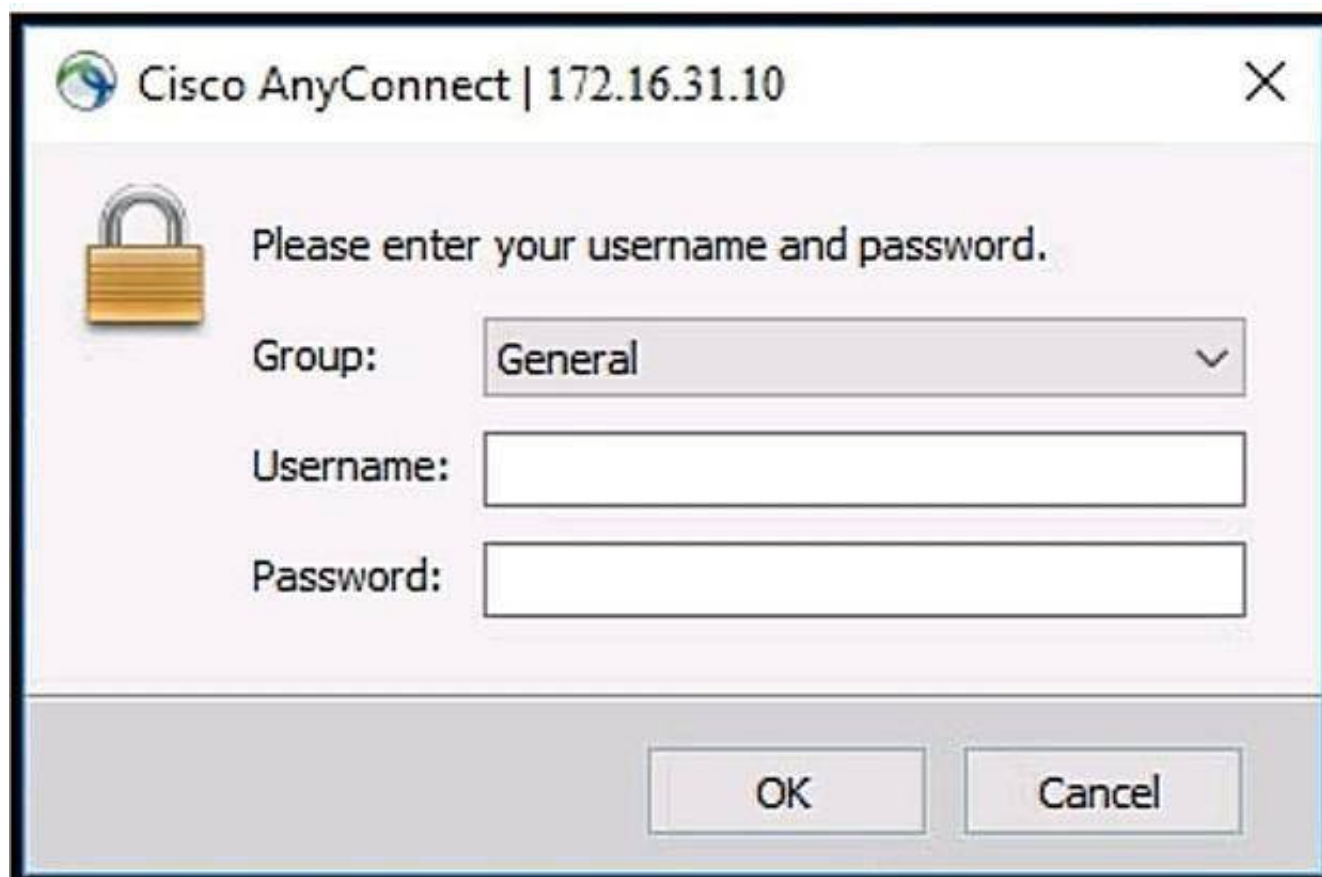 Cisco AnyConnect | 172.16.31.10
Please enter your username and password.
Group: General
Username:
Password:
OK Cancel